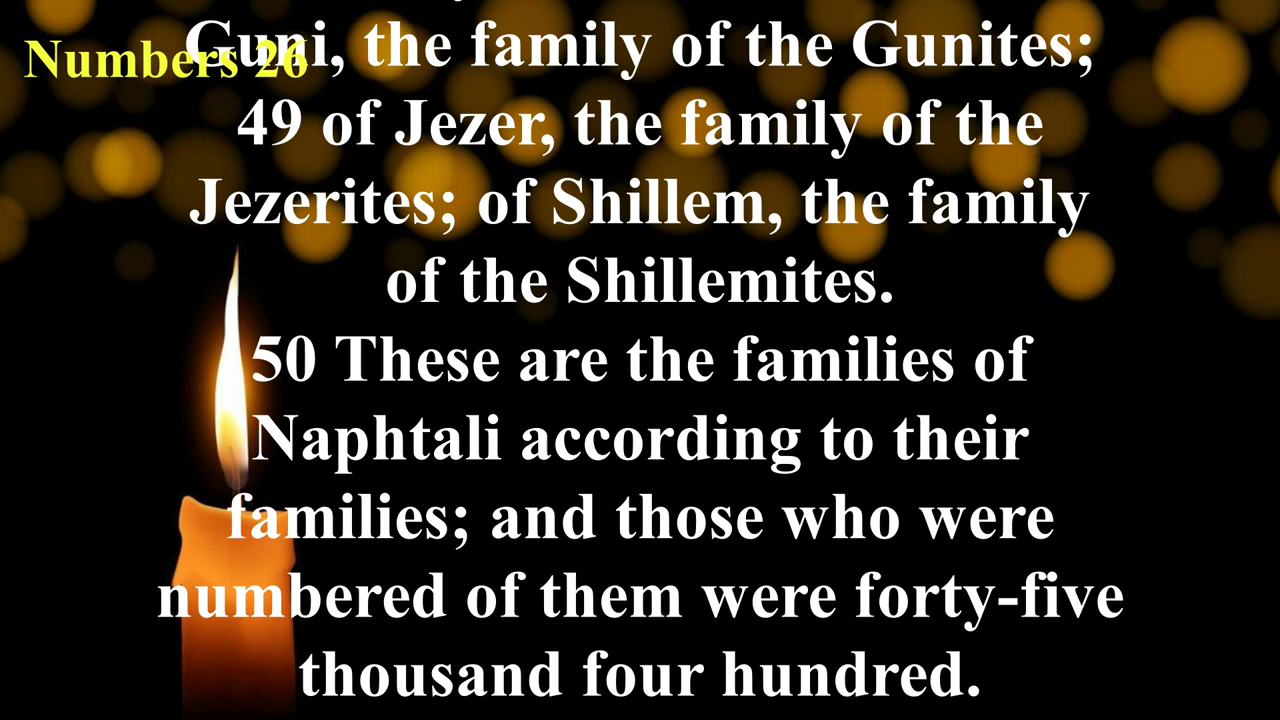 Numbers 26
Guni, the family of the Gunites;
49 of Jezer, the family of the
Jezerites; of Shillem, the family
of the Shillemites.
50 These are the families of
Naphtali according to their
families; and those who were
numbered of them were forty-five
thousand four hundred.